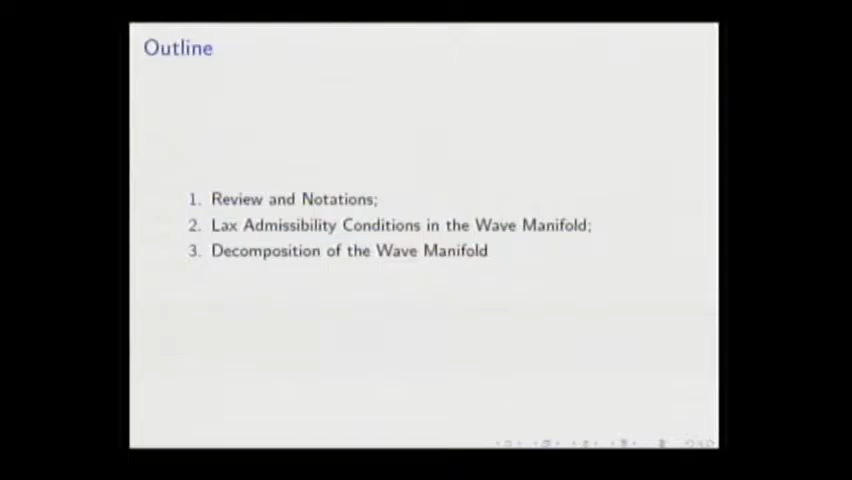 Outline
1. Review and Notations;
2. Lax Admissibility Conditions in the Wave Manifold;
3. Decomposition of the Wave Manifold